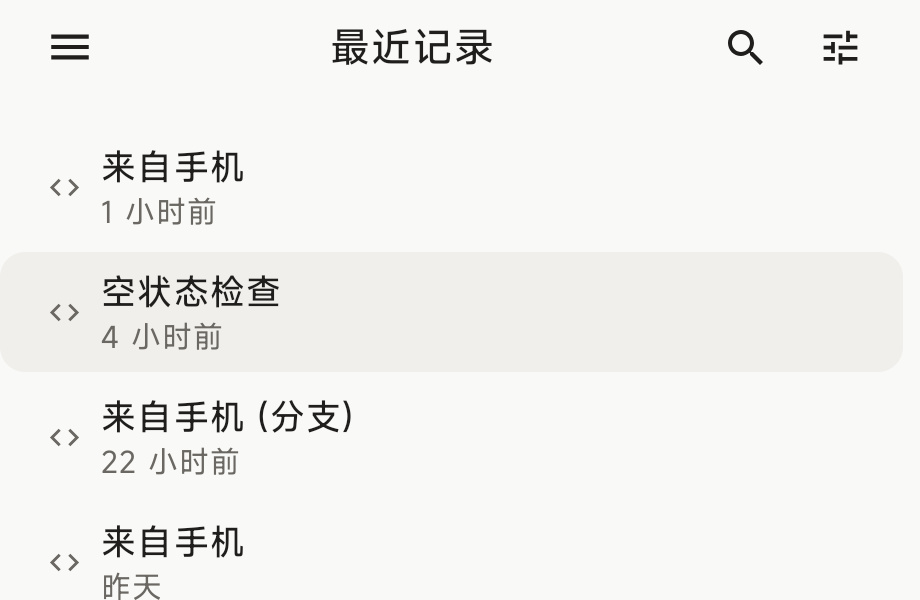 最近记录
来自手机
1 小时前
空状态检查
4 小时前
来自手机 (分支)
22 小时前
来自手机
昨天